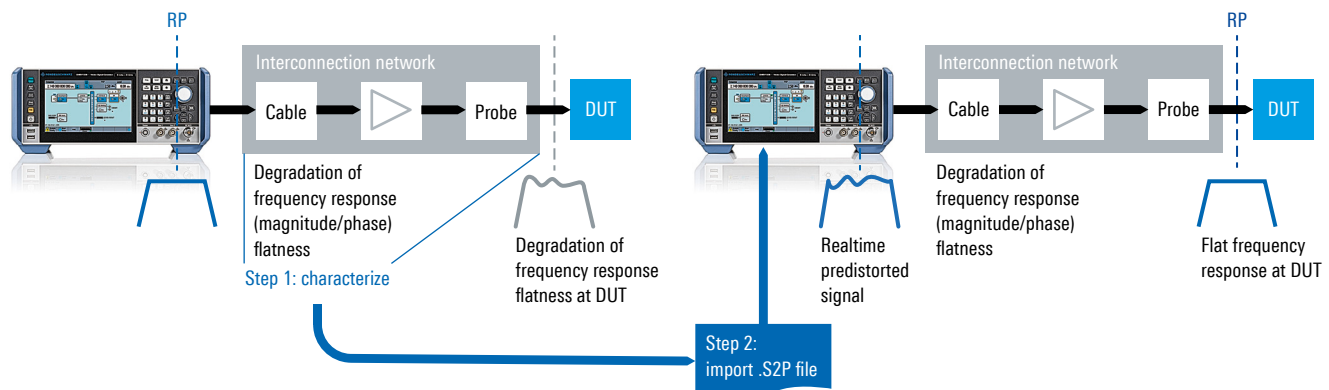 RP
Interconnection network
Cable
Probe
DUT
Degradation of
frequency response
(magnitude/phase)
flatness
Step 1: characterize
Degradation of
frequency response
flatness at DUT
RP
Interconnection network
Cable
Probe
DUT
Realtime
predistorted
signal
Degradation of
frequency response
(magnitude/phase)
flatness
Flat frequency
response at DUT
Step 2:
import .S2P file